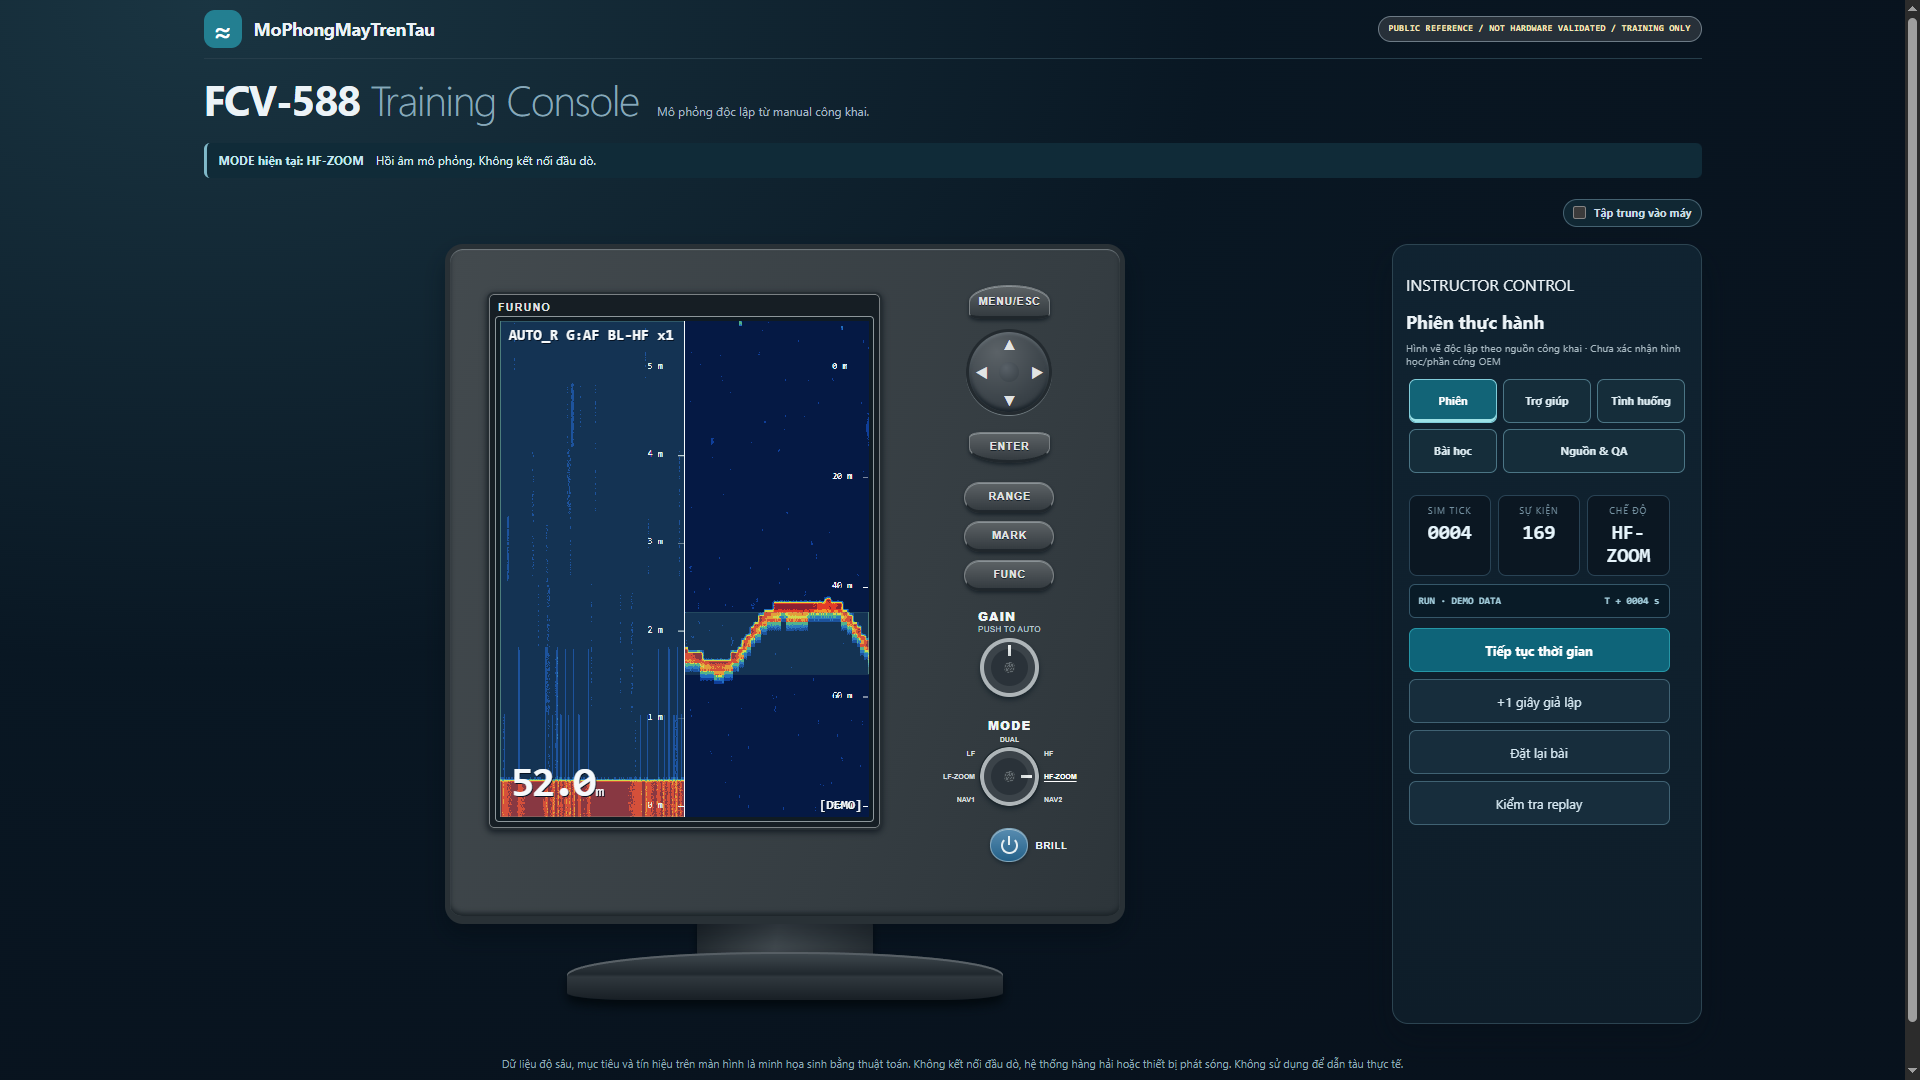 ≈ MoPhongMayTrenTau
PUBLIC REFERENCE / NOT HARDWARE VALIDATED / TRAINING ONLY
FCV-588 Training Console Mô phỏng độc lập từ manual công khai.
MODE hiện tại: HF-ZOOM Hồi âm mô phỏng. Không kết nối đầu dò.
Tập trung vào máy
FURUNO
AUTO_R G:AF BL-HF x1
5 m
4 m
3 m
2 m
1 m
0 m
52.0m
0 m
20 m
40 m
60 m
[DEMO]
MENU/ESC
ENTER
RANGE
MARK
FUNC
GAIN
PUSH TO AUTO
MODE
DUAL
LF HF
LF-ZOOM HF-ZOOM
NAV1 NAV2
BRILL
INSTRUCTOR CONTROL
Phiên thực hành
Hình vẽ độc lập theo nguồn công khai · Chưa xác nhận hình
học/phần cứng OEM
Phiên Trợ giúp Tình huống
Bài học Nguồn & QA
SIM TICK
0004
SỰ KIỆN
169
CHẾ ĐỘ
HF-
ZOOM
RUN · DEMO DATA T + 0004 s
Tiếp tục thời gian
+1 giây giả lập
Đặt lại bài
Kiểm tra replay
Dữ liệu độ sâu, mục tiêu và tín hiệu trên màn hình là minh họa sinh bằng thuật toán. Không kết nối đầu dò, hệ thống hàng hải hoặc thiết bị phát sóng. Không sử dụng để dẫn tàu thực tế.